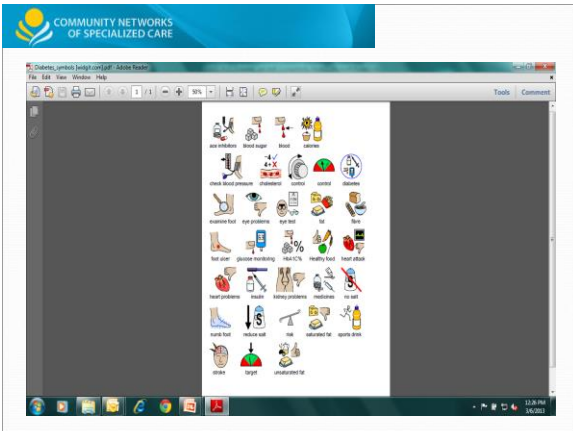 COMMUNITY NETWORKS
OF SPECIALIZED CARE
Diabetes_symbols [widgit.com].pdf - Adobe Reader
File Edit View Window Help
1 / 1
50%
Tools Comment
ace inhibitors blood sugar blood calories
check blood pressure cholesterol control control diabetes
examine foot eye problems eye test fat fibre
foot ulcer glucose monitoring HbA1C% Healthy food heart attack
heart problems insulin kidney problems medicines no salt
numb foot reduce salt risk saturated fat sports drink
stroke target unsaturated fat
12:26 PM
3/6/2013